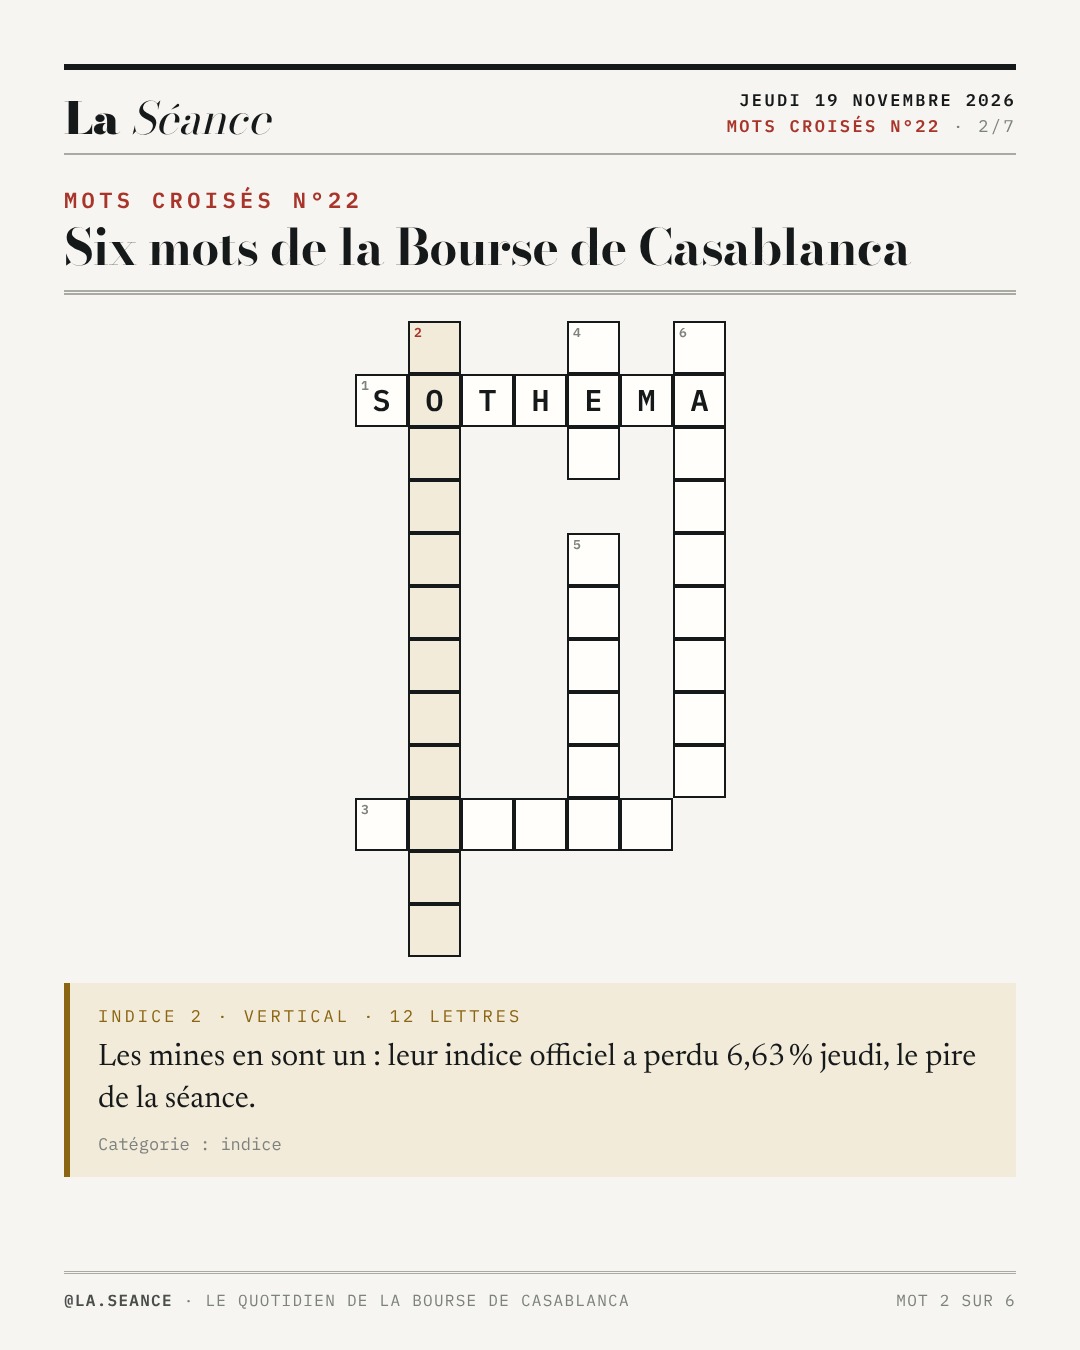 La Séance
JEUDI 19 NOVEMBRE 2026
MOTS CROISÉS N°22 · 2/7
MOTS CROISÉS N°22
Six mots de la Bourse de Casablanca
2 4 6
1 S O T H E M A
5
3
INDICE 2 · VERTICAL · 12 LETTRES
Les mines en sont un : leur indice officiel a perdu 6,63 % jeudi, le pire
de la séance.
Catégorie : indice
@LA.SEANCE · LE QUOTIDIEN DE LA BOURSE DE CASABLANCA
MOT 2 SUR 6